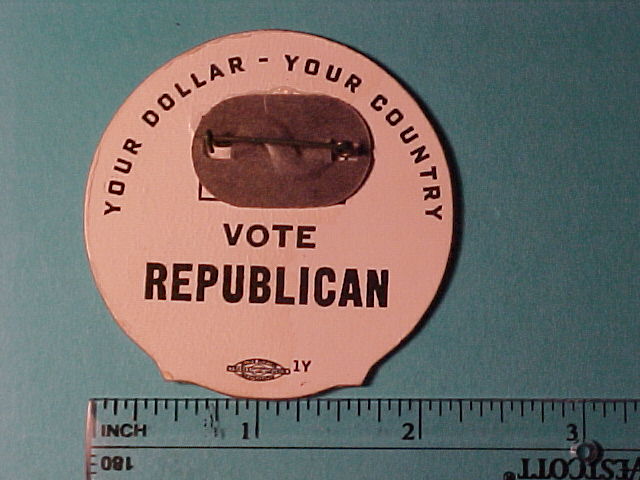 YOUR DOLLAR - YOUR COUNTRY
VOTE
REPUBLICAN
1Y
INCH 1 2 3
180
WESTCOTT